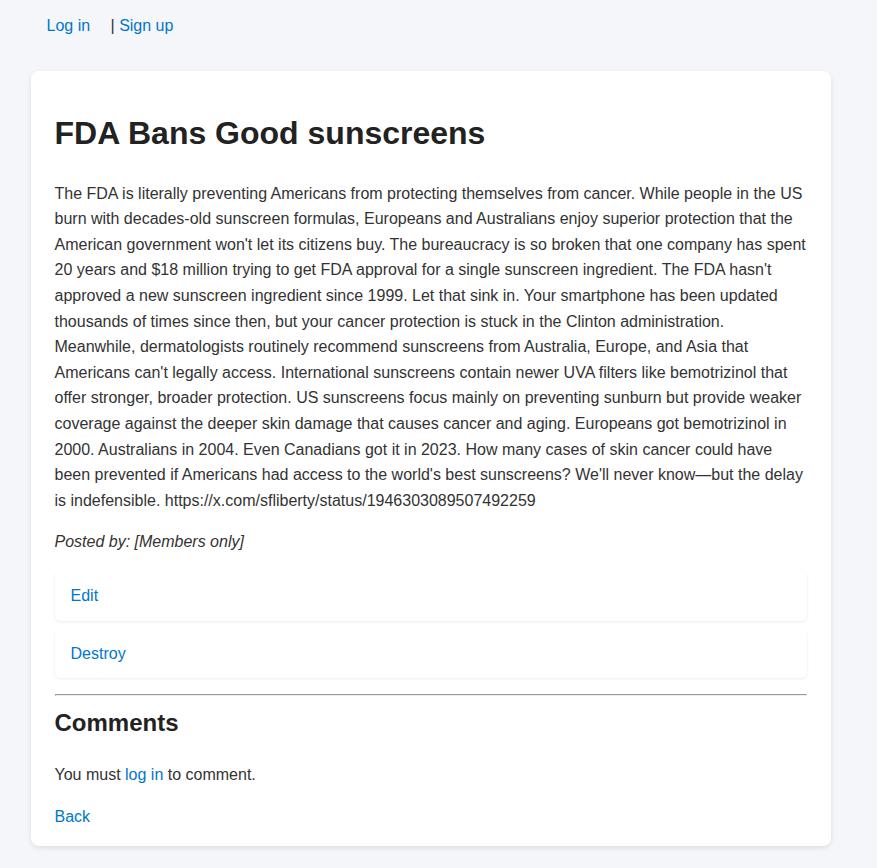 Log in | Sign up
FDA Bans Good sunscreens
The FDA is literally preventing Americans from protecting themselves from cancer. While people in the US
burn with decades-old sunscreen formulas, Europeans and Australians enjoy superior protection that the
American government won't let its citizens buy. The bureaucracy is so broken that one company has spent
20 years and $18 million trying to get FDA approval for a single sunscreen ingredient. The FDA hasn't
approved a new sunscreen ingredient since 1999. Let that sink in. Your smartphone has been updated
thousands of times since then, but your cancer protection is stuck in the Clinton administration.
Meanwhile, dermatologists routinely recommend sunscreens from Australia, Europe, and Asia that
Americans can't legally access. International sunscreens contain newer UVA filters like bemotrizinol that
offer stronger, broader protection. US sunscreens focus mainly on preventing sunburn but provide weaker
coverage against the deeper skin damage that causes cancer and aging. Europeans got bemotrizinol in
2000. Australians in 2004. Even Canadians got it in 2023. How many cases of skin cancer could have
been prevented if Americans had access to the world's best sunscreens? We'll never know—but the delay
is indefensible. https://x.com/sfliberty/status/1946303089507492259
Posted by: [Members only]
Edit
Destroy
Comments
You must log in to comment.
Back